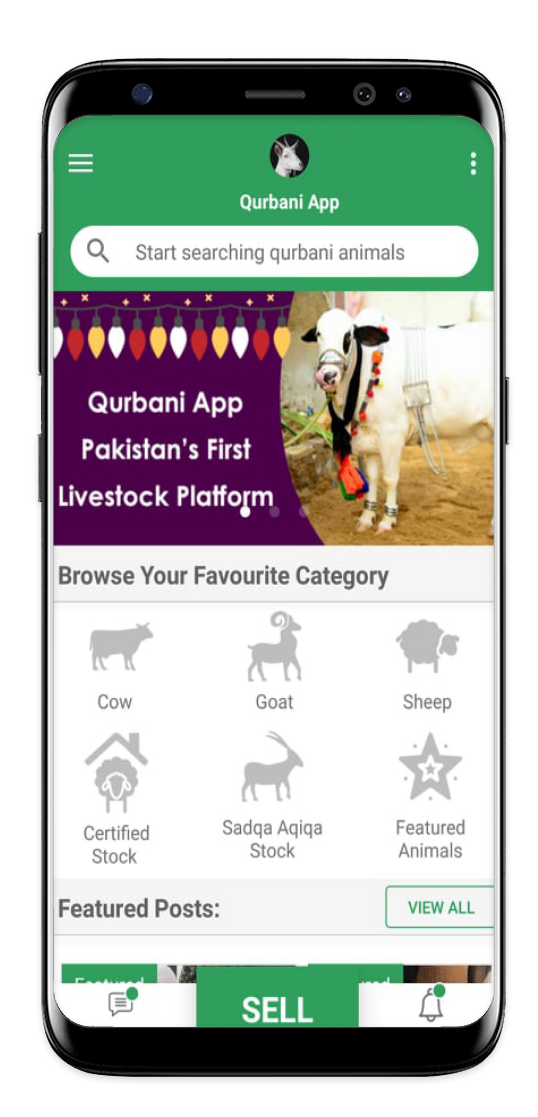 Qurbani App
Start searching qurbani animals
Qurbani App
Pakistan's First
Livestock Platform
Browse Your Favourite Category
Cow
Goat
Sheep
Certified
Stock
Sadqa Aqiqa
Stock
Featured
Animals
Featured Posts:
VIEW ALL
Featured
SELL